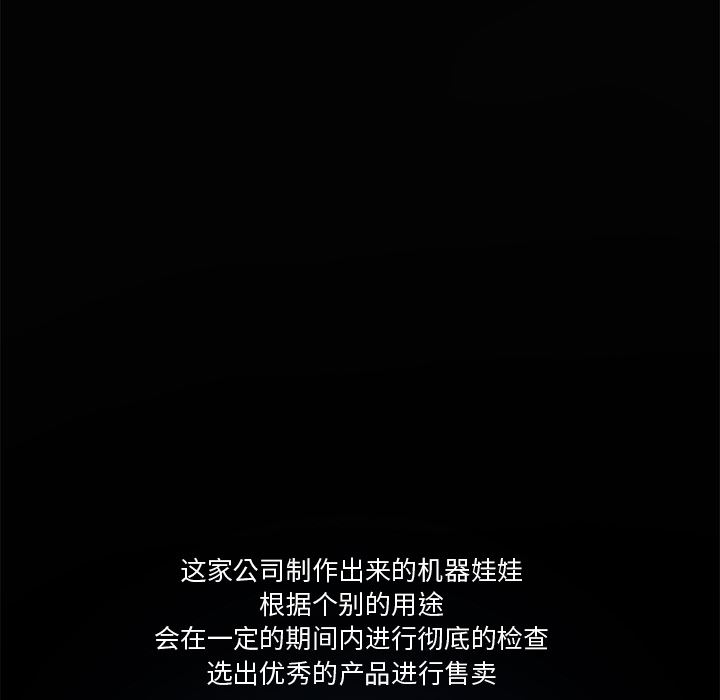 这家公司制作出来的机器娃娃
根据个别的用途
会在一定的期间内进行彻底的检查
选出优秀的产品进行售卖